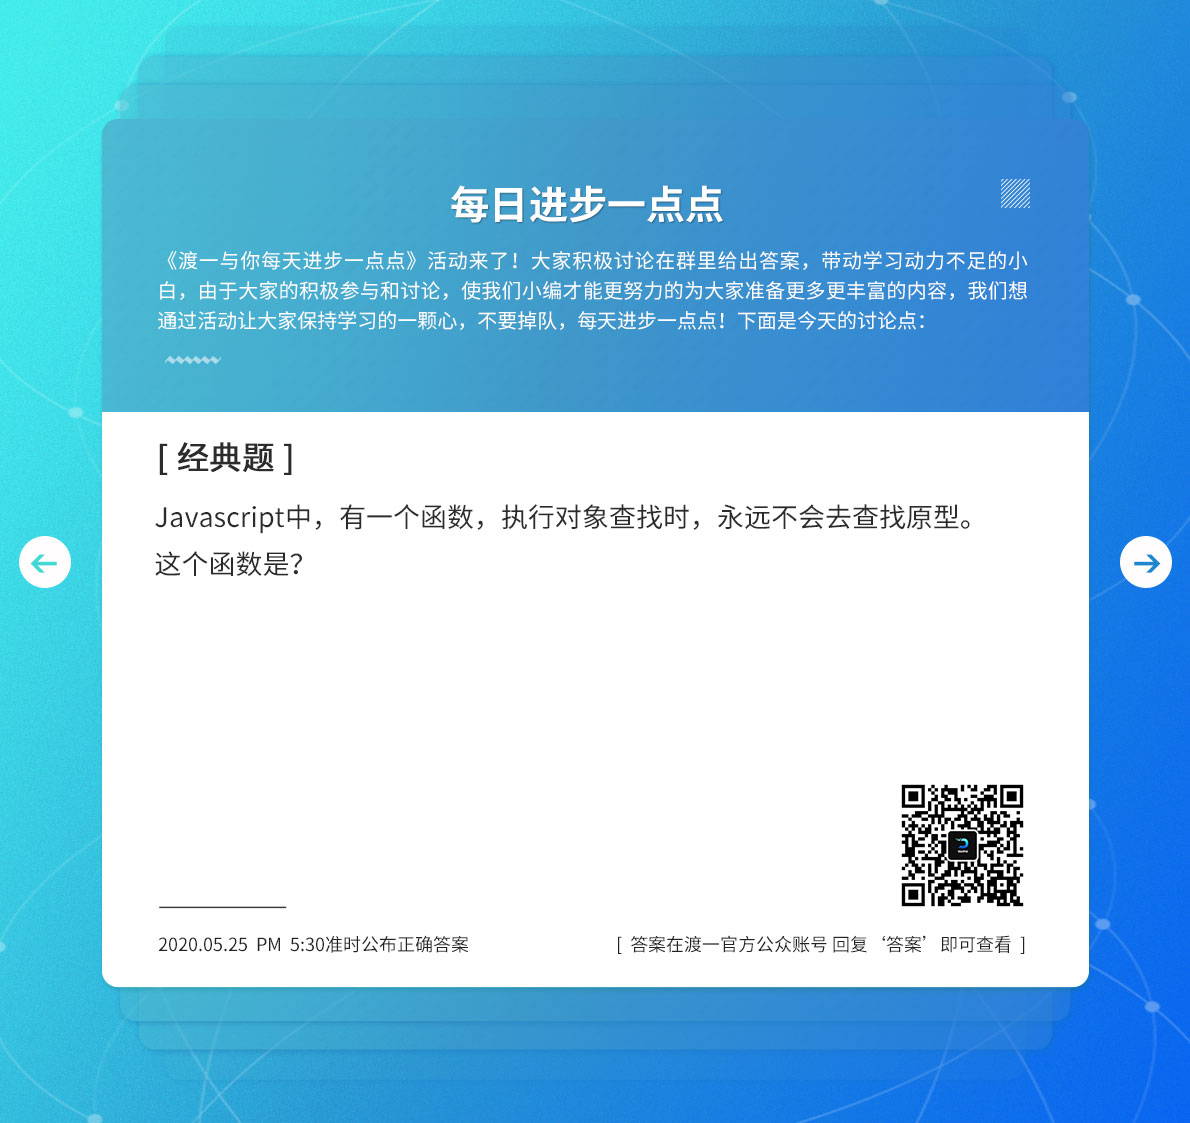 每日进步一点点
《渡一与你每天进步一点点》活动来了！大家积极讨论在群里给出答案，带动学习动力不足的小
白，由于大家的积极参与和讨论，使我们小编才能更努力的为大家准备更多更丰富的内容，我们想
通过活动让大家保持学习的一颗心，不要掉队，每天进步一点点！下面是今天的讨论点：
[ 经典题 ]
Javascript中，有一个函数，执行对象查找时，永远不会去查找原型。
这个函数是？
2020.05.25 PM 5:30准时公布正确答案
[ 答案在渡一官方公众账号 回复 ‘答案’ 即可查看 ]